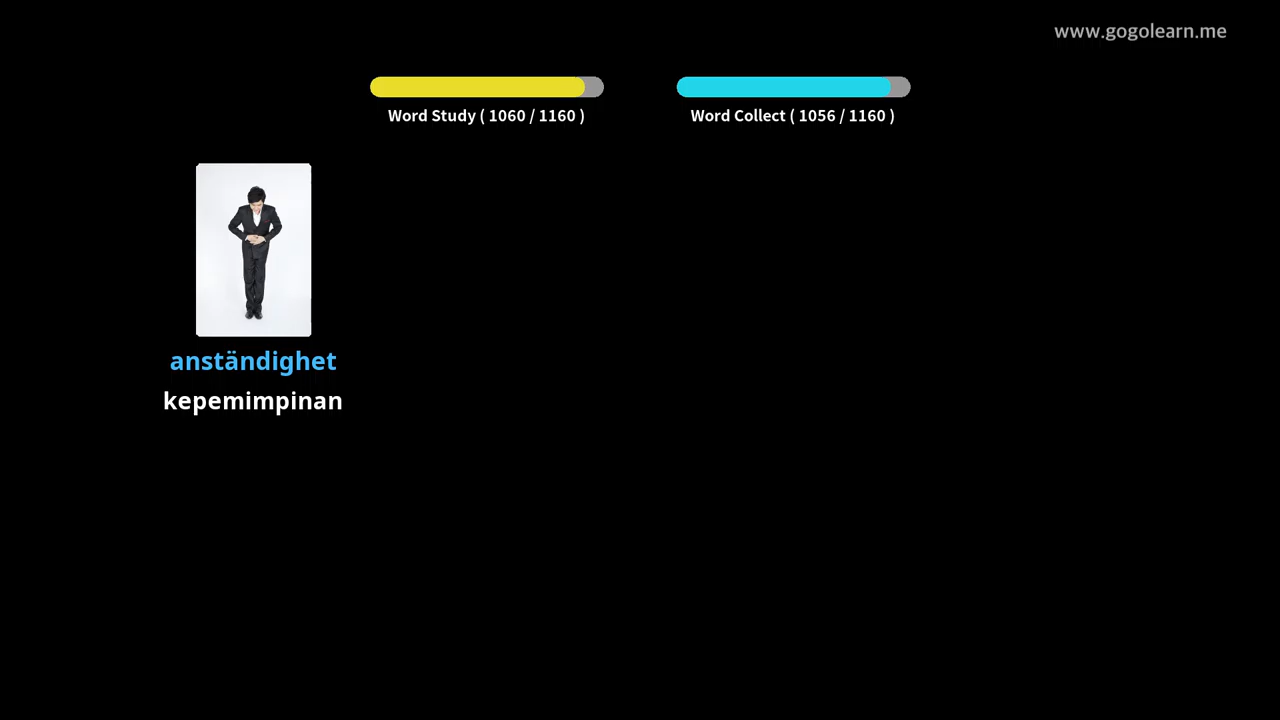 www.gogolearn.me
Word Study ( 1060 / 1160 )
Word Collect ( 1056 / 1160 )
anständighet
kepemimpinan